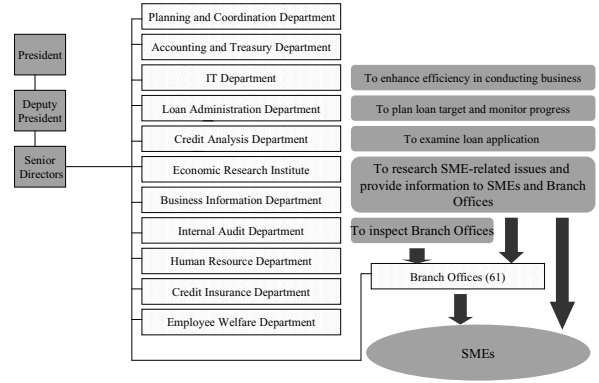 Planning and Coordination Department
Accounting and Treasury Department
President
IT Department
To enhance efficiency in conducting business
Deputy
President
Loan Administration Department
To plan loan target and monitor progress
Credit Analysis Department
To examine loan application
Senior
Directors
Economic Research Institute
To research SME-related issues and
provide information to SMEs and Branch
Offices
Business Information Department
Internal Audit Department
To inspect Branch Offices
Human Resource Department
Branch Offices (61)
Credit Insurance Department
Employee Welfare Department
SMEs